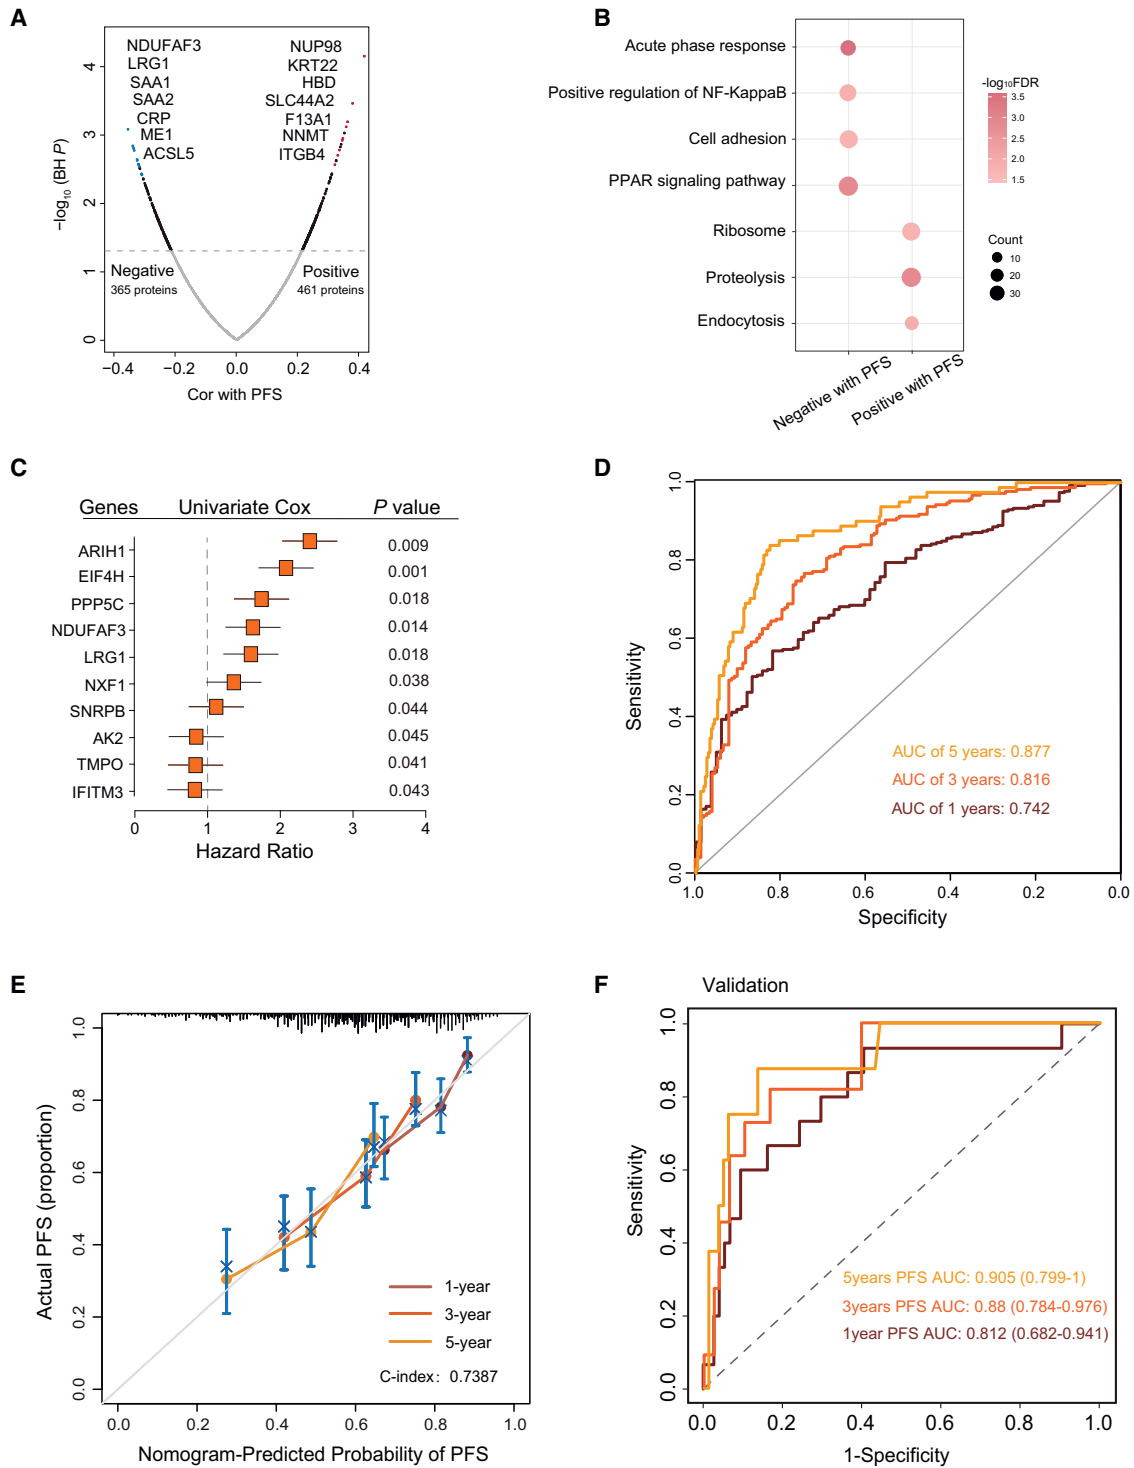 A
NDUFAF3
LRG1
SAA1
SAA2
CRP
ME1
ACSL5
NUP98
KRT22
HBD
SLC44A2
F13A1
NNMT
ITGB4
Negative
365 proteins
Positive
461 proteins
−log10 (BH P)
4
3
2
1
0
−0.4
−0.2
0.0
0.2
0.4
Cor with PFS
B
Acute phase response
Positive regulation of NF-KappaB
Cell adhesion
PPAR signaling pathway
Ribosome
Proteolysis
Endocytosis
Negative with PFS
Positive with PFS
-log10FDR
3.5
3.0
2.5
2.0
1.5
Count
10
20
30
C
Genes Univariate Cox P value
ARIH1 0.009
EIF4H 0.001
PPP5C 0.018
NDUFAF3 0.014
LRG1 0.018
NXF1 0.038
SNRPB 0.044
AK2 0.045
TMPO 0.041
IFITM3 0.043
0 1 2 3 4
Hazard Ratio
D
Sensitivity
1.0
0.8
0.6
0.4
0.2
0.0
AUC of 5 years: 0.877
AUC of 3 years: 0.816
AUC of 1 years: 0.742
1.0 0.8 0.6 0.4 0.2 0.0
Specificity
E
Actual PFS (proportion)
1.0
0.8
0.6
0.4
0.2
0.0
1-year
3-year
5-year
C-index: 0.7387
0.0 0.2 0.4 0.6 0.8 1.0
Nomogram-Predicted Probability of PFS
F
Validation
Sensitivity
1.0
0.8
0.6
0.4
0.2
0.0
5years PFS AUC: 0.905 (0.799-1)
3years PFS AUC: 0.88 (0.784-0.976)
1year PFS AUC: 0.812 (0.682-0.941)
0.0 0.2 0.4 0.6 0.8 1.0
1-Specificity